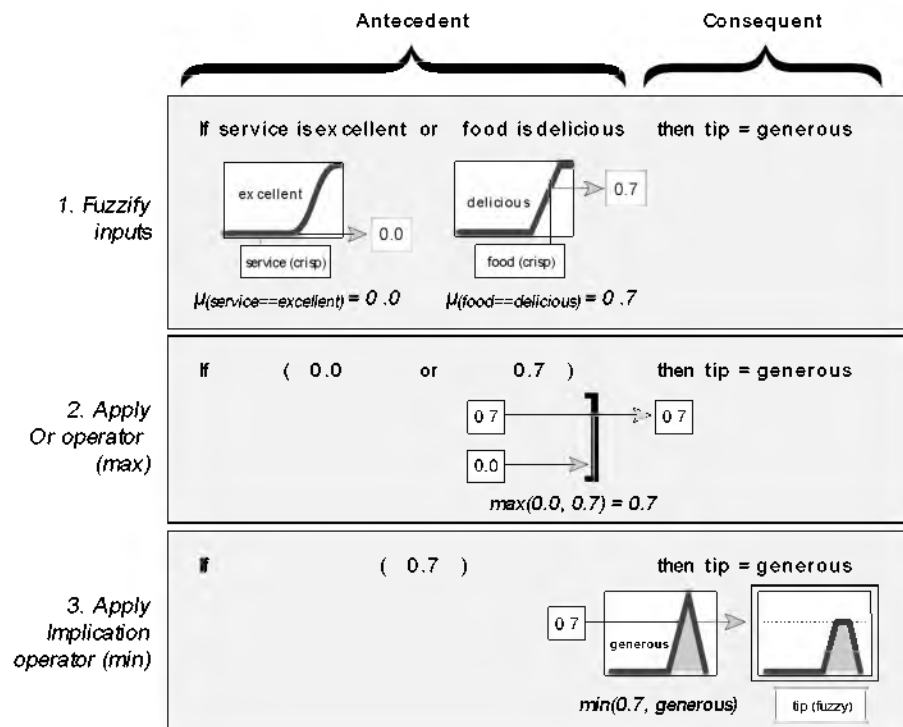 Antecedent Consequent
If service is excellent or food is delicious then tip = generous
1. Fuzzify
inputs
excellent
0.0
service (crisp)
delicious
0.7
food (crisp)
μ(service==excellent) = 0.0
μ(food==delicious) = 0.7
2. Apply
Or operator
(max)
If ( 0.0 or 0.7 ) then tip = generous
0.7
0.7
0.0
max(0.0, 0.7) = 0.7
3. Apply
Implication
operator (min)
If ( 0.7 ) then tip = generous
0.7
generous
min(0.7, generous)
tip (fuzzy)